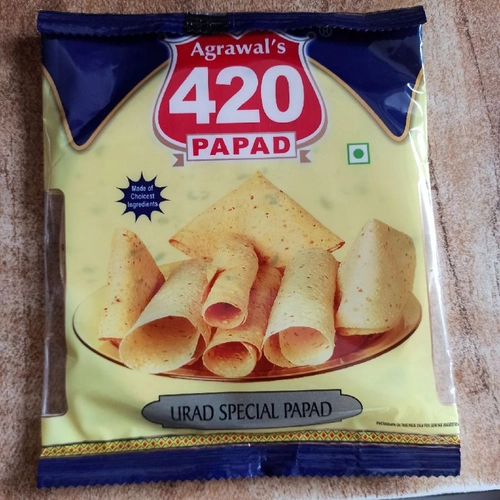 Agrawal's
®
420
PAPAD
Made of
Choicest
Ingredients
URAD SPECIAL PAPAD